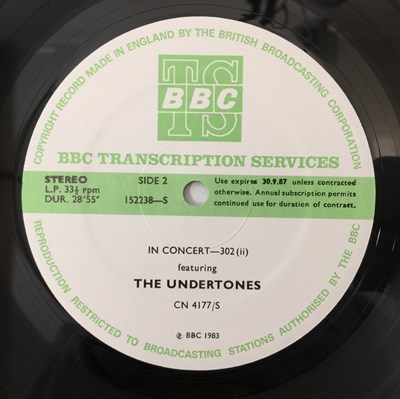 COPYRIGHT RECORD MADE IN ENGLAND BY THE BRITISH BROADCASTING CORPORATION
TS
BBC
BBC TRANSCRIPTION SERVICES
STEREO
L.P. 33⅓ rpm
DUR. 28'55"
SIDE 2
152238—S
Use expires 30.9.87 unless contracted
otherwise. Annual subscription permits
continued use for duration of contract.
IN CONCERT—302 (ii)
featuring
THE UNDERTONES
CN 4177/S
℗ BBC 1983
REPRODUCTION RESTRICTED TO BROADCASTING STATIONS AUTHORISED BY THE BBC